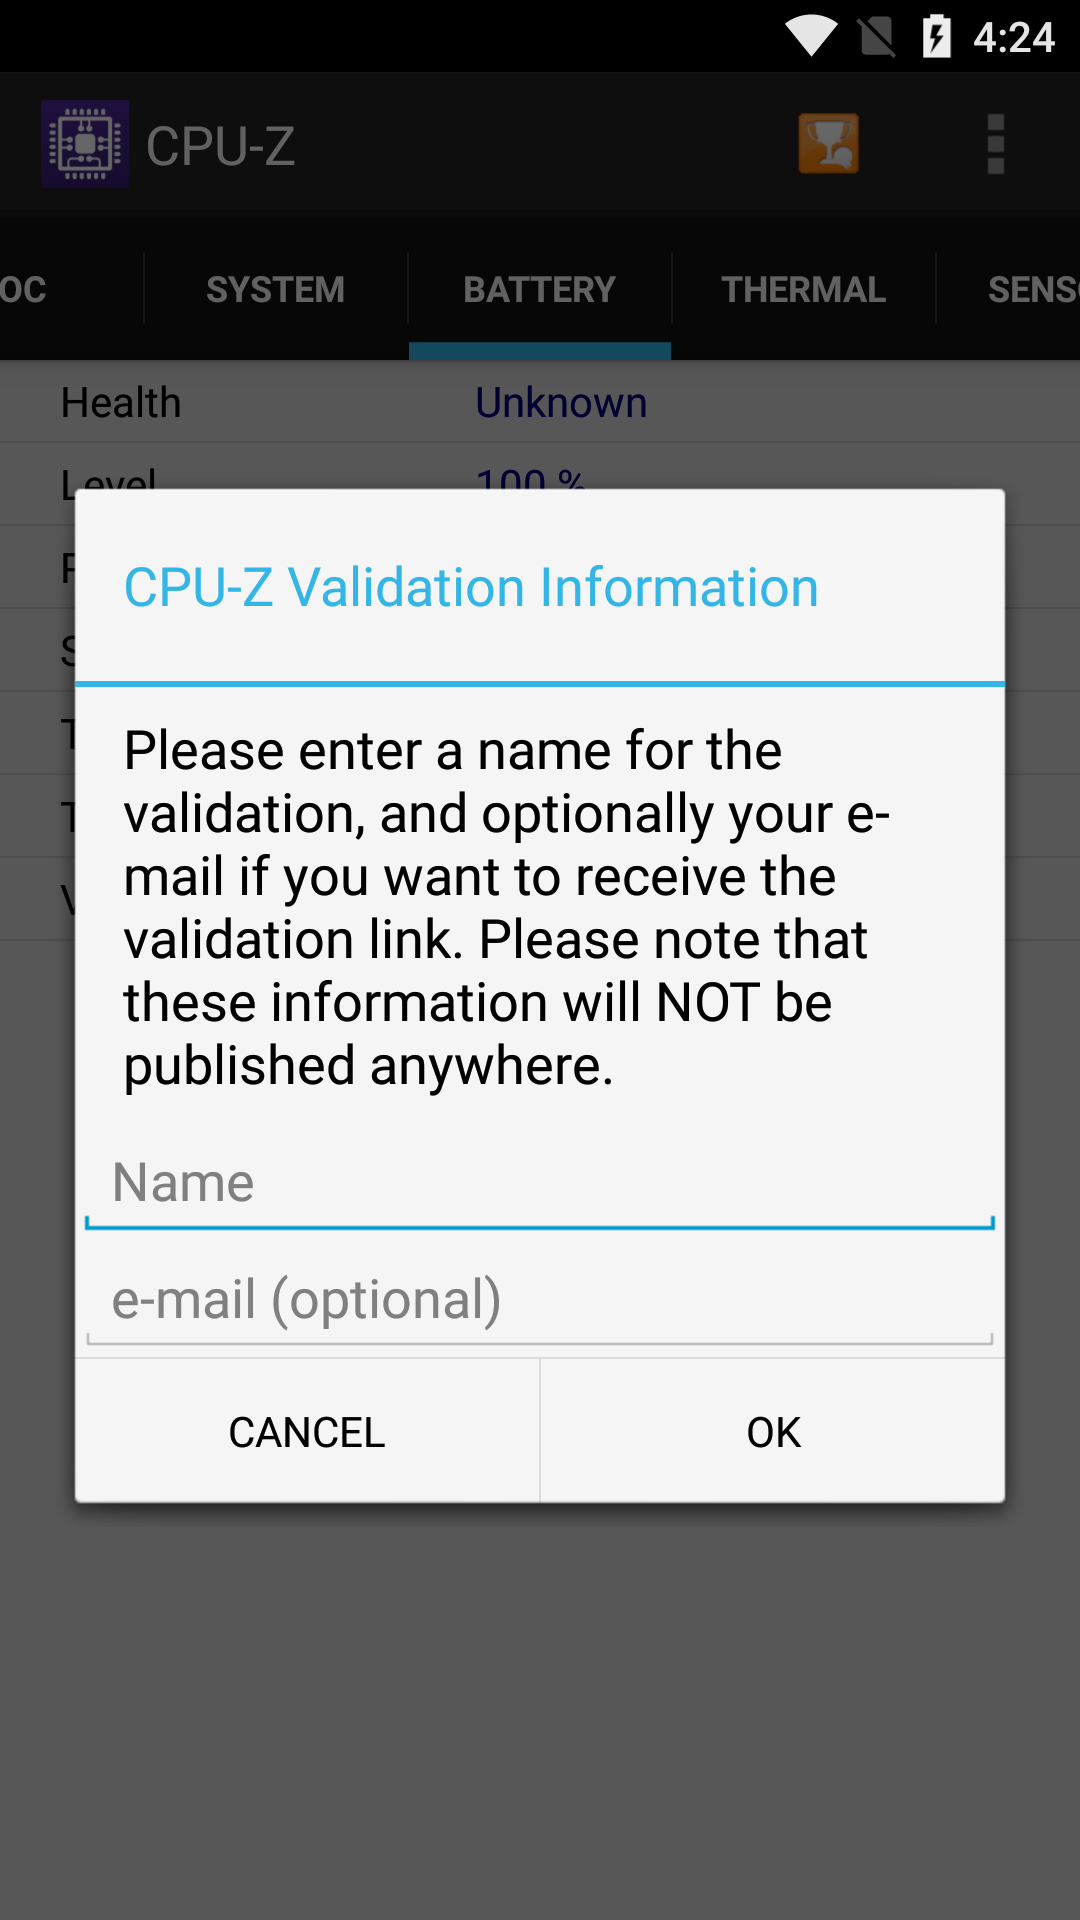 4:24
CPU-Z
OC SYSTEM BATTERY THERMAL SENS
Health Unknown
Level 100 %
CPU-Z Validation Information
Please enter a name for the
validation, and optionally your e-
mail if you want to receive the
validation link. Please note that
these information will NOT be
published anywhere.
Name
e-mail (optional)
CANCEL OK